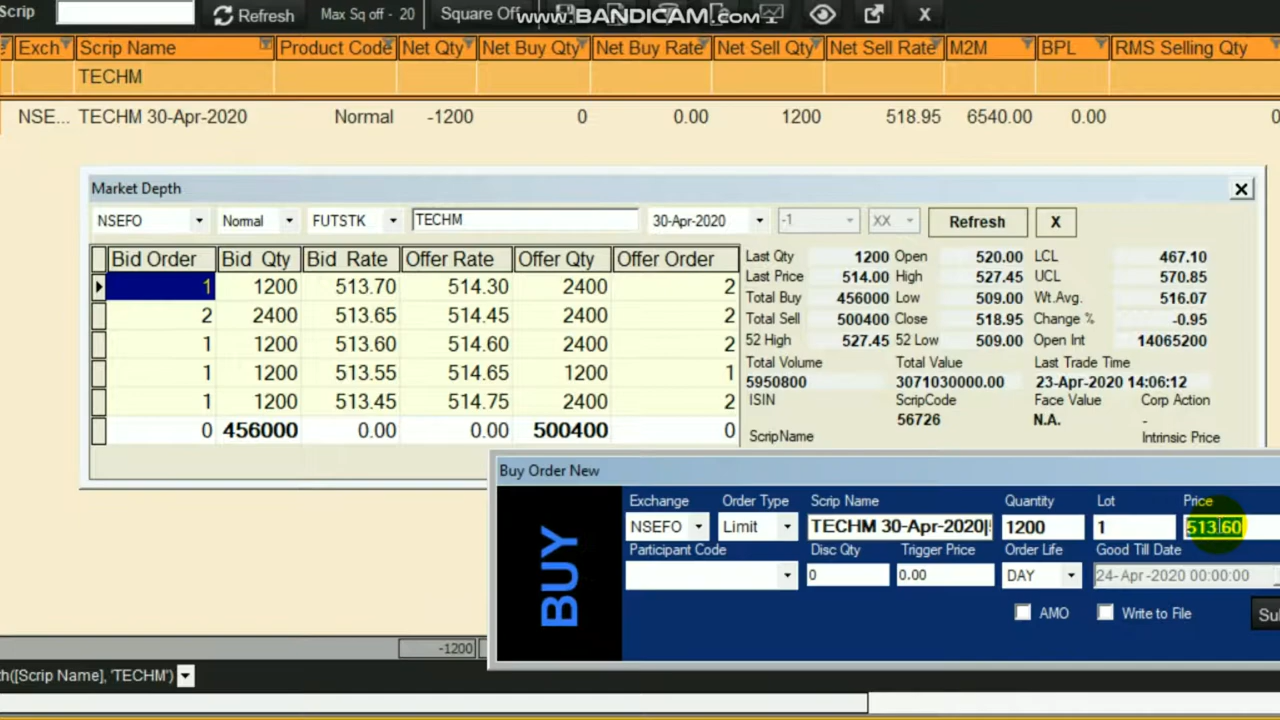 Scrip Refresh Max Sq off - 20 Square Off www.BANDICAM.com X
Exch Scrip Name Product Code Net Qty Net Buy Qty Net Buy Rate Net Sell Qty Net Sell Rate M2M BPL RMS Selling Qty
TECHM
NSE... TECHM 30-Apr-2020 Normal -1200 0 0.00 1200 518.95 6540.00 0.00 0
Market Depth
NSEFO Normal FUTSTK TECHM 30-Apr-2020 -1 XX Refresh X
Bid Order Bid Qty Bid Rate Offer Rate Offer Qty Offer Order
1 1200 513.70 514.30 2400 2
2 2400 513.65 514.45 2400 2
1 1200 513.60 514.60 2400 2
1 1200 513.55 514.65 1200 1
1 1200 513.45 514.75 2400 2
0 456000 0.00 0.00 500400 0
Last Qty 1200 Open 520.00 LCL 467.10
Last Price 514.00 High 527.45 UCL 570.85
Total Buy 456000 Low 509.00 Wt.Avg. 516.07
Total Sell 500400 Close 518.95 Change % -0.95
52 High 527.45 52 Low 509.00 Open Int 14065200
Total Volume Total Value Last Trade Time
5950800 3071030000.00 23-Apr-2020 14:06:12
ISIN ScripCode Face Value Corp Action
56726 N.A. -
ScripName Intrinsic Price
Buy Order New
BUY
Exchange Order Type Scrip Name Quantity Lot Price
NSEFO Limit TECHM 30-Apr-2020| 1200 1 513.60
Participant Code Disc Qty Trigger Price Order Life Good Till Date
0 0.00 DAY 24-Apr-2020 00:00:00
AMO Write to File Su
-1200
th([Scrip Name], 'TECHM')